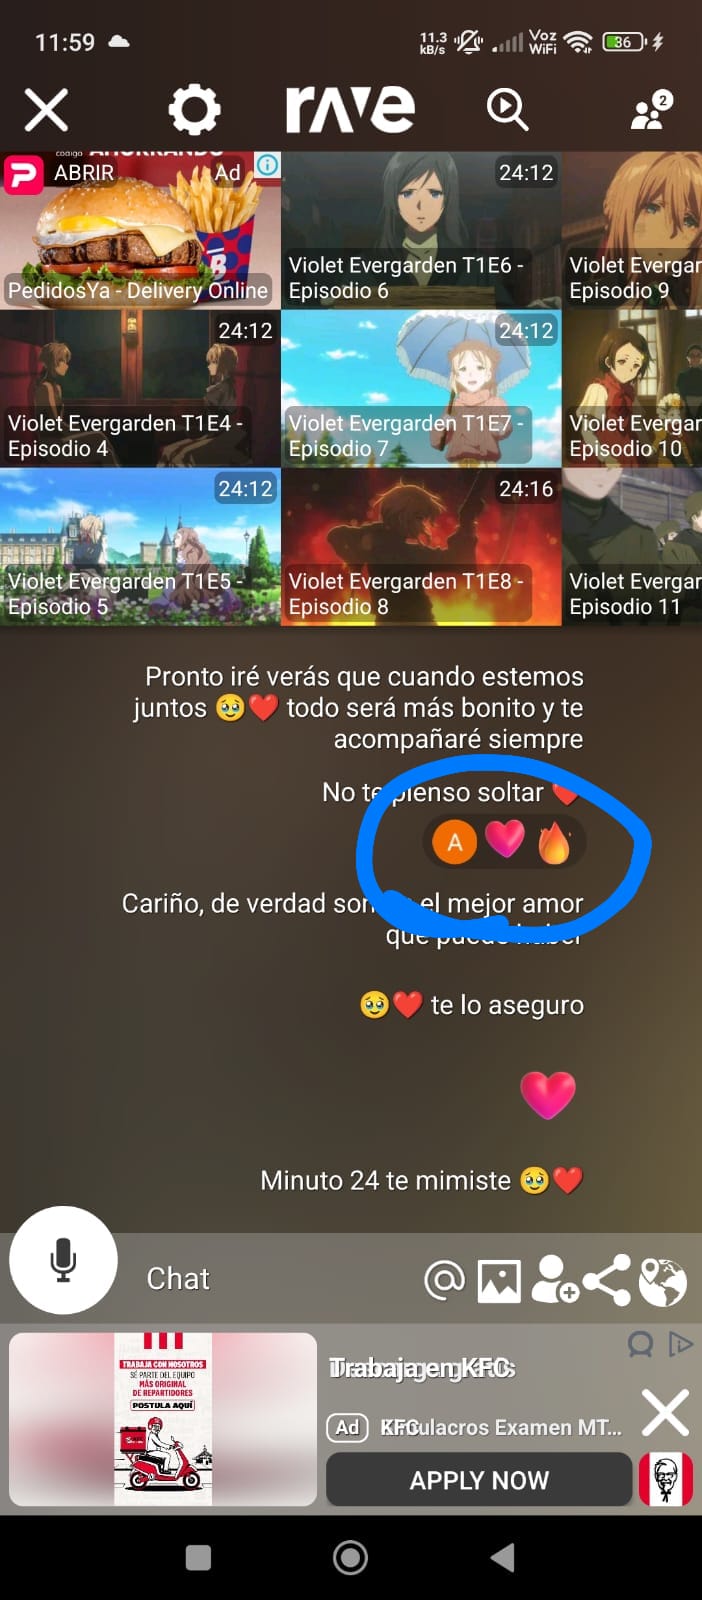 11:59
11.3 kB/s
Voz WiFi
36
rave
2
código AHORRANDO
ABRIR
Ad
PedidosYa - Delivery Online
24:12
Violet Evergarden T1E6 -
Episodio 6
Violet Evergar
Episodio 9
24:12
Violet Evergarden T1E4 -
Episodio 4
24:12
Violet Evergarden T1E7 -
Episodio 7
Violet Evergar
Episodio 10
24:12
Violet Evergarden T1E5 -
Episodio 5
24:16
Violet Evergarden T1E8 -
Episodio 8
Violet Evergar
Episodio 11
Pronto iré verás que cuando estemos
juntos 🥹❤️ todo será más bonito y te
acompañaré siempre
No te pienso soltar ❤️
A 💗 🔥
Cariño, de verdad el mejor amor
que puede haber
🥹❤️ te lo aseguro
💗
Minuto 24 te mimiste 🥹❤️
Chat
TRABAJA CON NOSOTROS
SÉ PARTE DEL EQUIPO
MÁS ORIGINAL
DE REPARTIDORES
POSTULA AQUÍ
Trabaja en KFC
Ad
KFC
Simulacros Examen MT...
APPLY NOW